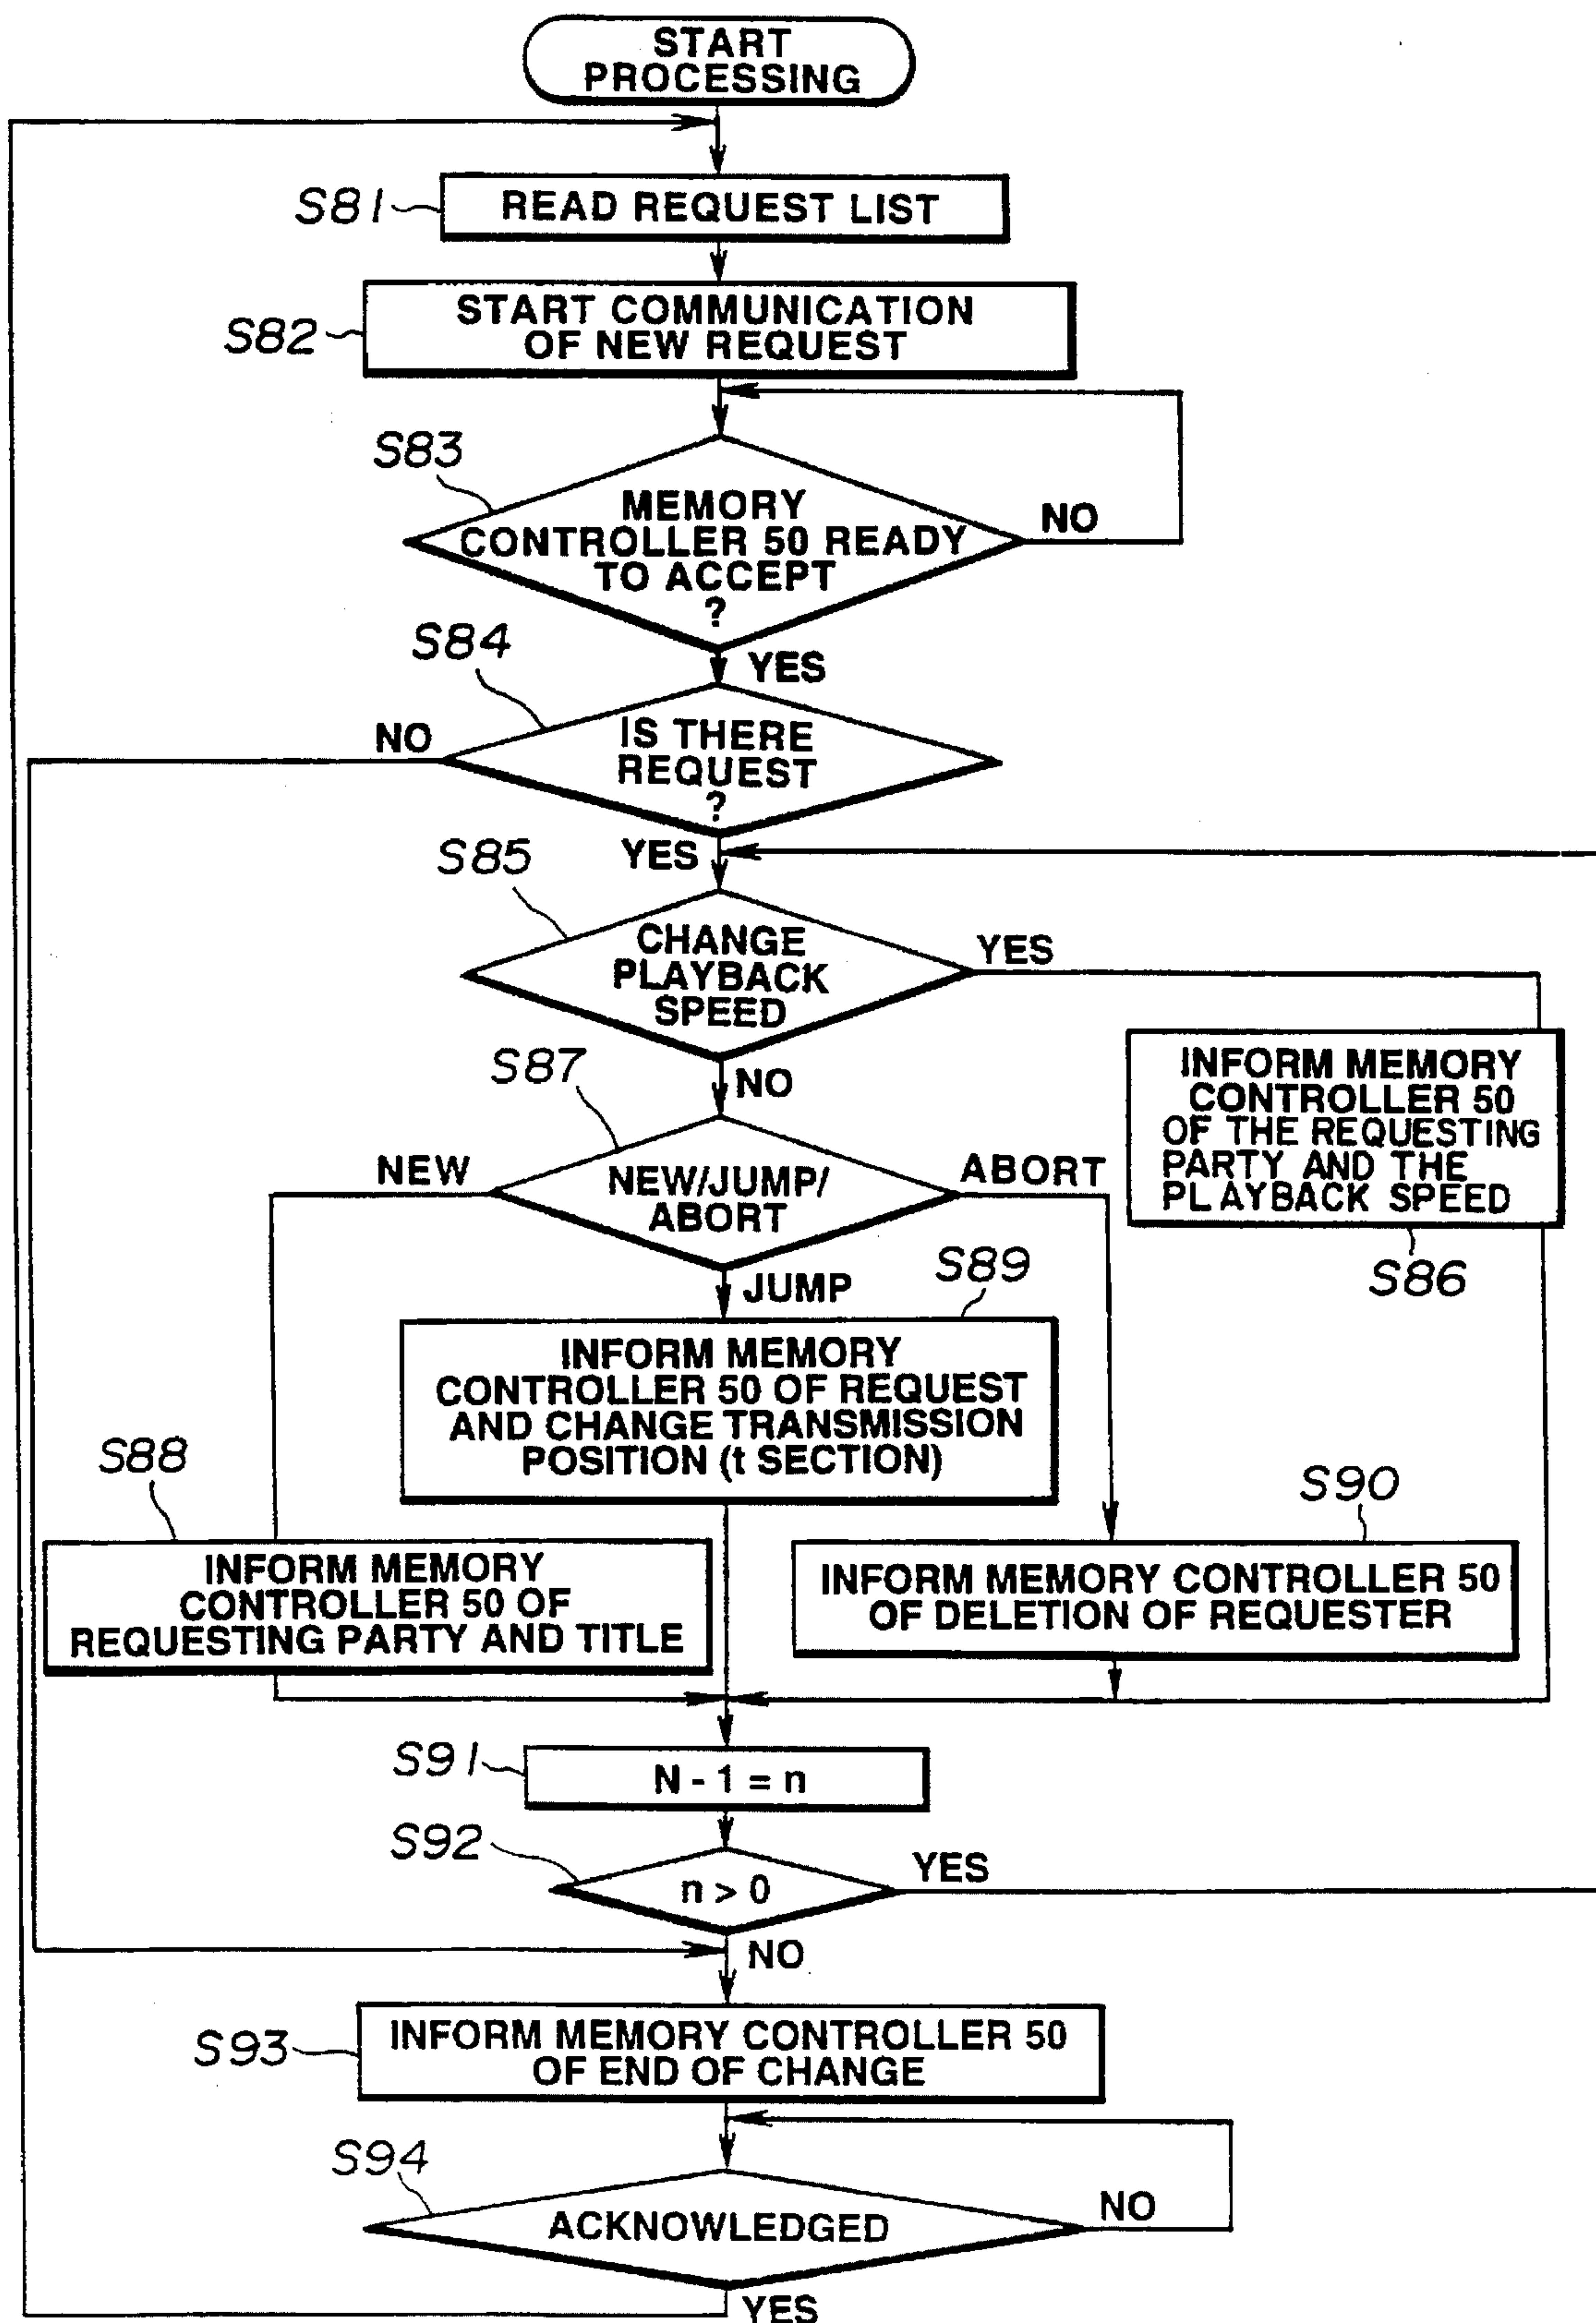 START
PROCESSING
S81
READ REQUEST LIST
S82
START COMMUNICATION
OF NEW REQUEST
S83
MEMORY
CONTROLLER 50 READY
TO ACCEPT
?
NO
S84
YES
NO
IS THERE
REQUEST
?
S85
YES
CHANGE
PLAYBACK
SPEED
YES
S87
NO
INFORM MEMORY
CONTROLLER 50
OF THE REQUESTING
PARTY AND THE
PLAYBACK SPEED
S86
NEW
NEW/JUMP/
ABORT
ABORT
JUMP
S89
INFORM MEMORY
CONTROLLER 50 OF REQUEST
AND CHANGE TRANSMISSION
POSITION (t SECTION)
S88
INFORM MEMORY
CONTROLLER 50 OF
REQUESTING PARTY AND TITLE
S90
INFORM MEMORY CONTROLLER 50
OF DELETION OF REQUESTER
S91
N - 1 = n
S92
n > 0
YES
NO
S93
INFORM MEMORY CONTROLLER 50
OF END OF CHANGE
S94
ACKNOWLEDGED
NO
YES